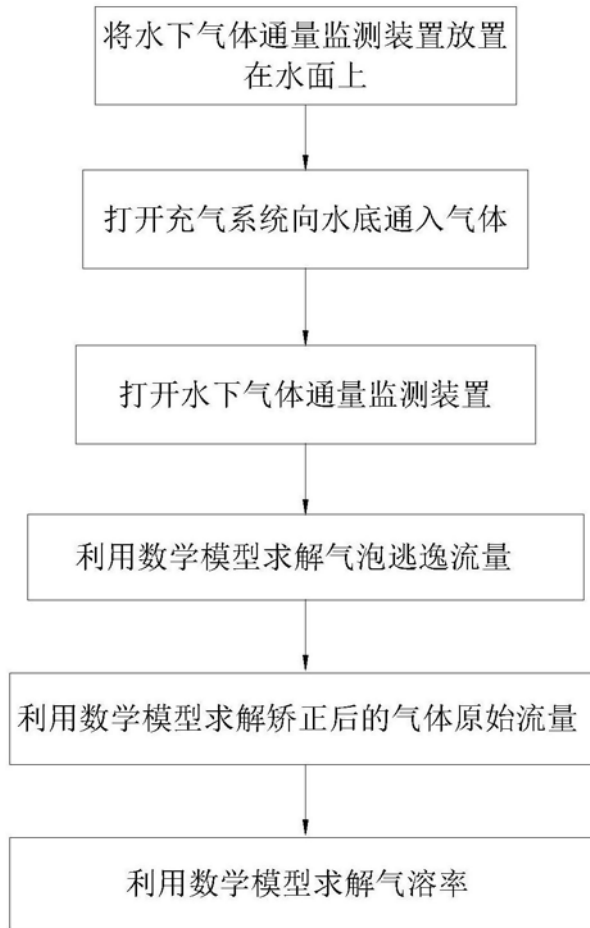 将水下气体通量监测装置放置
在水面上
打开充气系统向水底通入气体
打开水下气体通量监测装置
利用数学模型求解气泡逃逸流量
利用数学模型求解矫正后的气体原始流量
利用数学模型求解气溶率